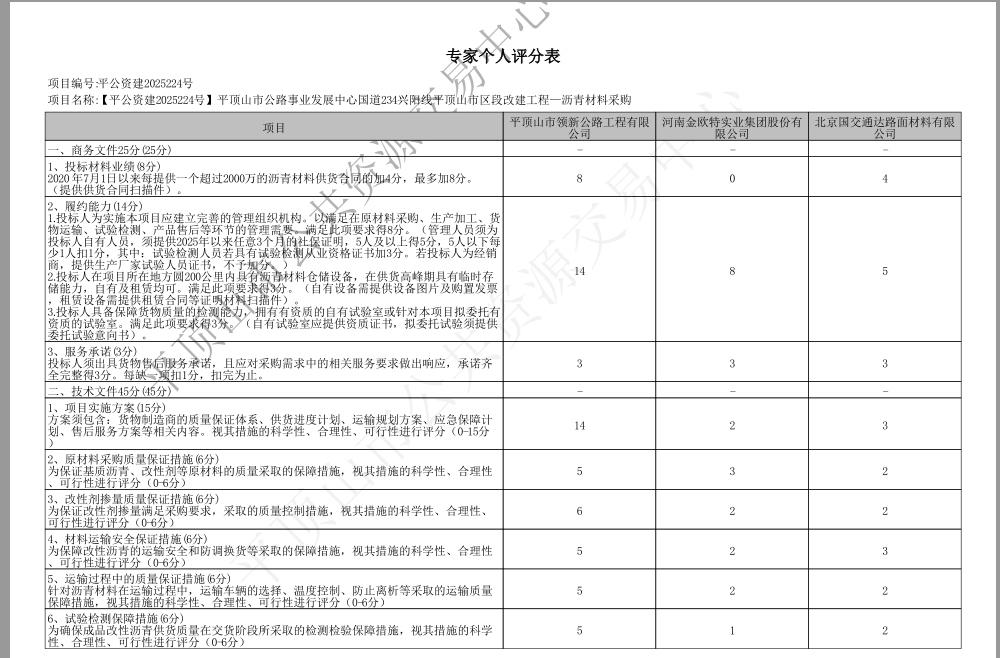 专家个人评分表
项目编号:平公资建2025224号
项目名称:【平公资建2025224号】平顶山市公路事业发展中心国道234兴阳线平顶山市区段改建工程—沥青材料采购
项目
平顶山市领新公路工程有限
公司
河南金欧特实业集团股份有
限公司
北京国交通达路面材料有限
公司
一、商务文件25分(25分)
—
—
—
1、投标材料业绩(8分)
2020年7月1日以来每提供一个超过2000万的沥青材料供货合同的加4分，最多加8分。
（提供供货合同扫描件）。
8
0
4
2、履约能力(14分)
1.投标人为实施本项目应建立完善的管理组织机构。以满足在原材料采购、生产加工、货
物运输、试验检测、产品售后等环节的管理需要，满足此项要求得8分。（管理人员须为
投标人自有人员，须提供2025年以来任意3个月的社保证明，5人及以上得5分，5人以下每
少1人扣1分，其中：试验检测人员若具有试验检测从业资格证书加3分。若投标人为经销
商，提供生产厂家试验人员证书，不予加分。）
2.投标人在项目所在地方圆200公里内具有沥青材料仓储设备，在供货高峰期具有临时存
储能力，自有及租赁均可。满足此项要求得3分。（自有设备需提供设备图片及购置发票
，租赁设备需提供租赁合同等证明材料扫描件）。
3.投标人具备保障货物质量的检测能力，拥有有资质的自有试验室或针对本项目拟委托有
资质的试验室。满足此项要求得3分。（自有试验室应提供资质证书，拟委托试验须提供
委托试验意向书）。
14
8
5
3、服务承诺(3分)
投标人须出具货物售后服务承诺，且应对采购需求中的相关服务要求做出响应，承诺齐
全完整得3分。每缺一项扣1分，扣完为止。
3
3
3
二、技术文件45分(45分)
—
—
—
1、项目实施方案(15分)
方案须包含：货物制造商的质量保证体系、供货进度计划、运输规划方案、应急保障计
划、售后服务方案等相关内容。视其措施的科学性、合理性、可行性进行评分（0-15分
）
14
2
3
2、原材料采购质量保证措施(6分)
为保证基质沥青、改性剂等原材料的质量采取的保障措施，视其措施的科学性、合理性
、可行性进行评分（0-6分）
5
3
2
3、改性剂掺量质量保证措施(6分)
为保证改性剂掺量满足采购要求，采取的质量控制措施，视其措施的科学性、合理性、
可行性进行评分（0-6分）
6
2
2
4、材料运输安全保证措施(6分)
为保障改性沥青的运输安全和防调换货等采取的保障措施，视其措施的科学性、合理性
、可行性进行评分（0-6分）
5
2
3
5、运输过程中的质量保证措施(6分)
针对沥青材料在运输过程中，运输车辆的选择、温度控制、防止离析等采取的运输质量
保障措施，视其措施的科学性、合理性、可行性进行评分（0-6分）
5
2
2
6、试验检测保障措施(6分)
为确保成品改性沥青供货质量在交货阶段所采取的检测检验保障措施，视其措施的科学
性、合理性、可行性进行评分（0-6分）
5
1
2
平顶山市公共资源交易中心
平顶山市公共资源交易中心